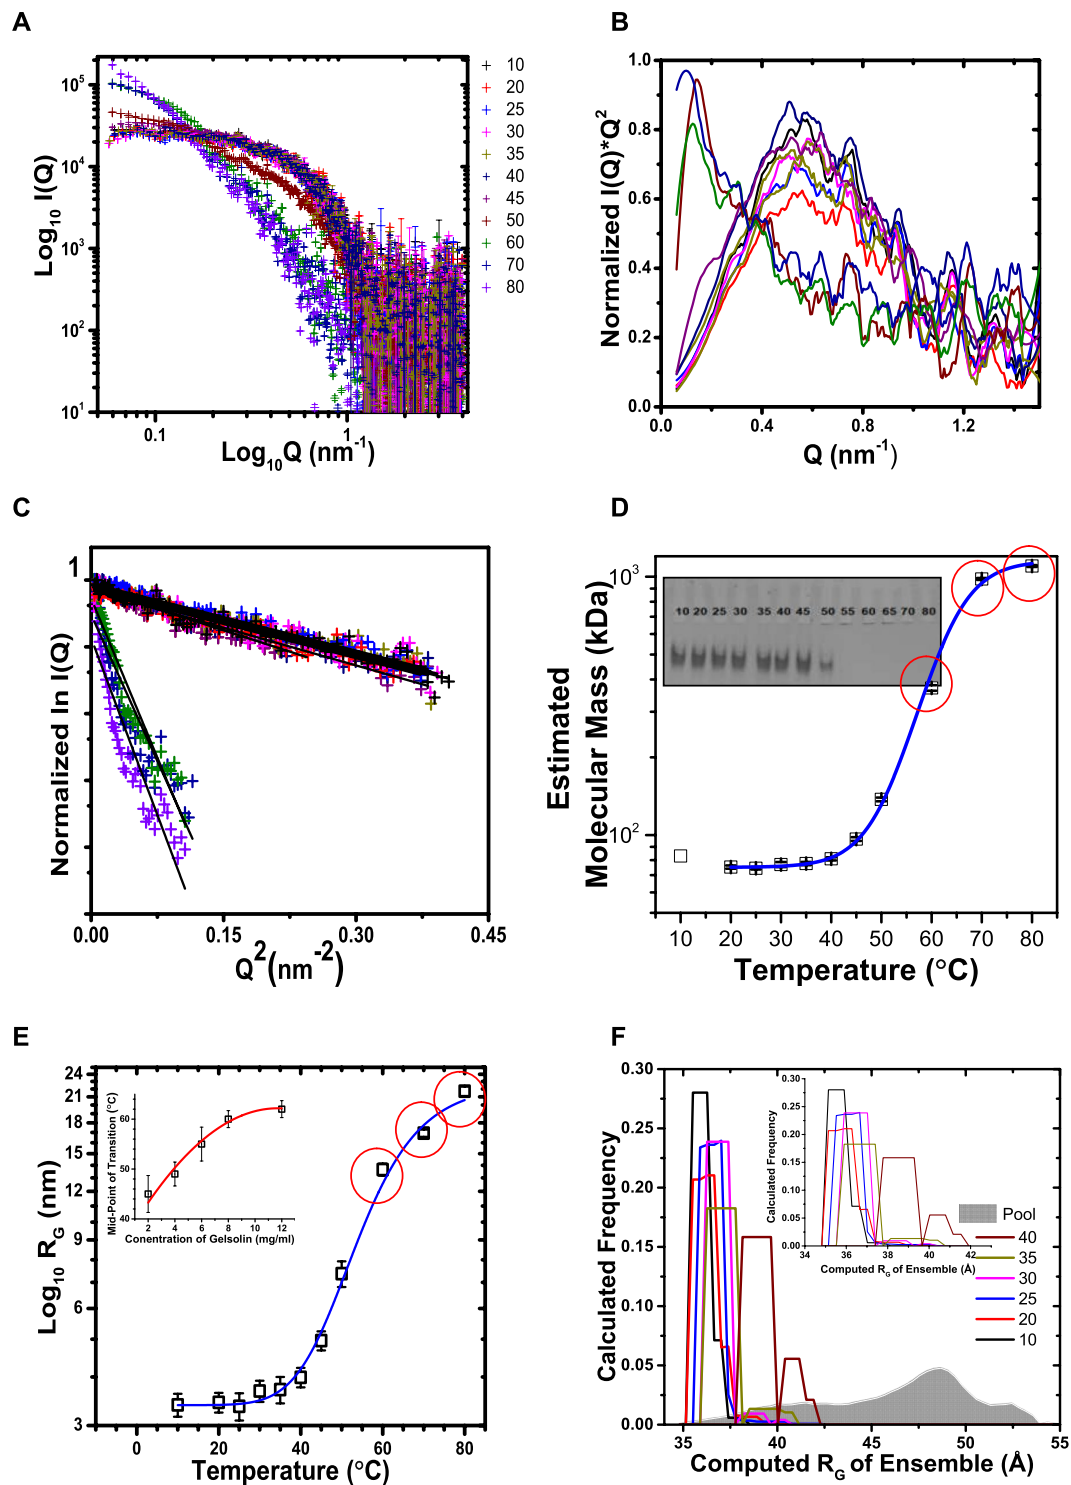 A
10^5
10^4
10^3
10^2
10^1
Log10 I(Q)
0.1
1
Log10Q (nm^-1)
10
20
25
30
35
40
45
50
60
70
80
B
1.0
0.8
0.6
0.4
0.2
0.0
Normalized I(Q)*Q^2
0.0 0.4 0.8 1.2
Q (nm^-1)
C
1
Normalized ln I(Q)
0.00 0.15 0.30 0.45
Q^2(nm^-2)
D
10^3
10^2
Estimated
Molecular Mass (kDa)
10 20 25 30 35 40 45 50 55 60 65 70 80
10 20 30 40 50 60 70 80
Temperature (°C)
E
24
21
18
15
12
9
6
3
Log10 RG (nm)
60
50
40
Mid-Point of Transition (°C)
2 4 6 8 10 12
Conentration of Gelsolin (mg/ml)
0 20 40 60 80
Temperature (°C)
F
0.30
0.25
0.20
0.15
0.10
0.05
0.00
Calculated Frequency
0.30
0.25
0.20
0.15
0.10
0.05
0.00
Calculated Frequency
34 36 38 40 42
Computed RG of Ensemble (Å)
Pool
40
35
30
25
20
10
35 40 45 50 55
Computed RG of Ensemble (Å)